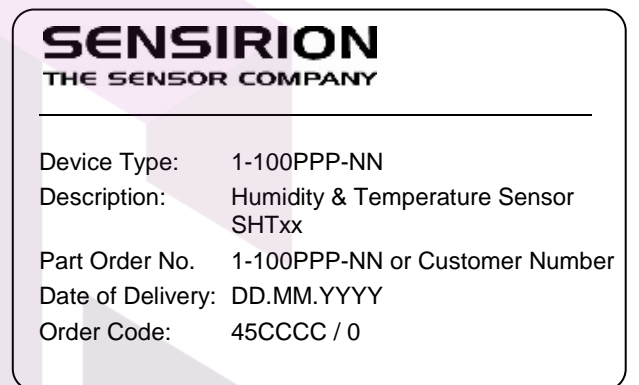 SENSIRION
THE SENSOR COMPANY
Device Type: 1-100PPP-NN
Description: Humidity & Temperature Sensor
SHTxx
Part Order No. 1-100PPP-NN or Customer Number
Date of Delivery: DD.MM.YYYY
Order Code: 45CCCC / 0